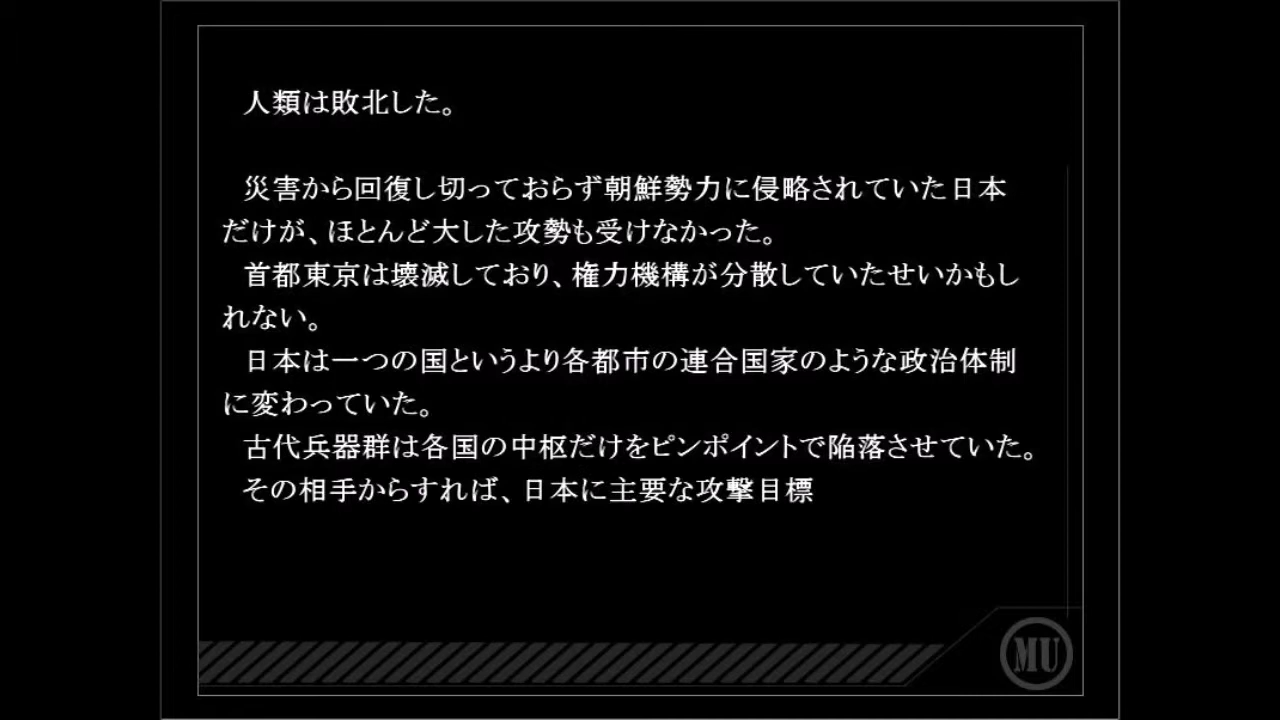 人類は敗北した。
災害から回復し切っておらず朝鮮勢力に侵略されていた日本
だけが、ほとんど大した攻勢も受けなかった。
首都東京は壊滅しており、権力機構が分散していたせいかもし
れない。
日本は一つの国というより各都市の連合国家のような政治体制
に変わっていた。
古代兵器群は各国の中枢だけをピンポイントで陥落させていた。
その相手からすれば、日本に主要な攻撃目標
MU